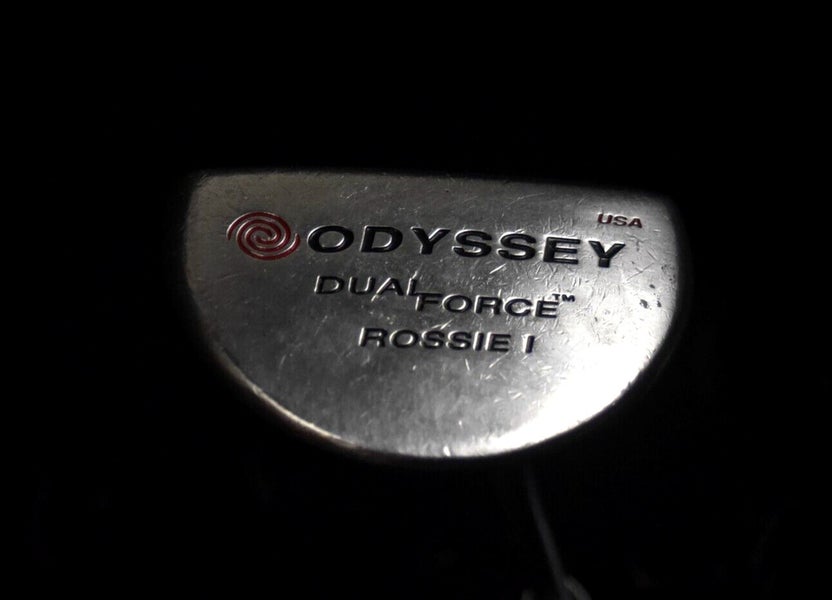 USA
ODYSSEY
DUAL FORCE™
ROSSIE I